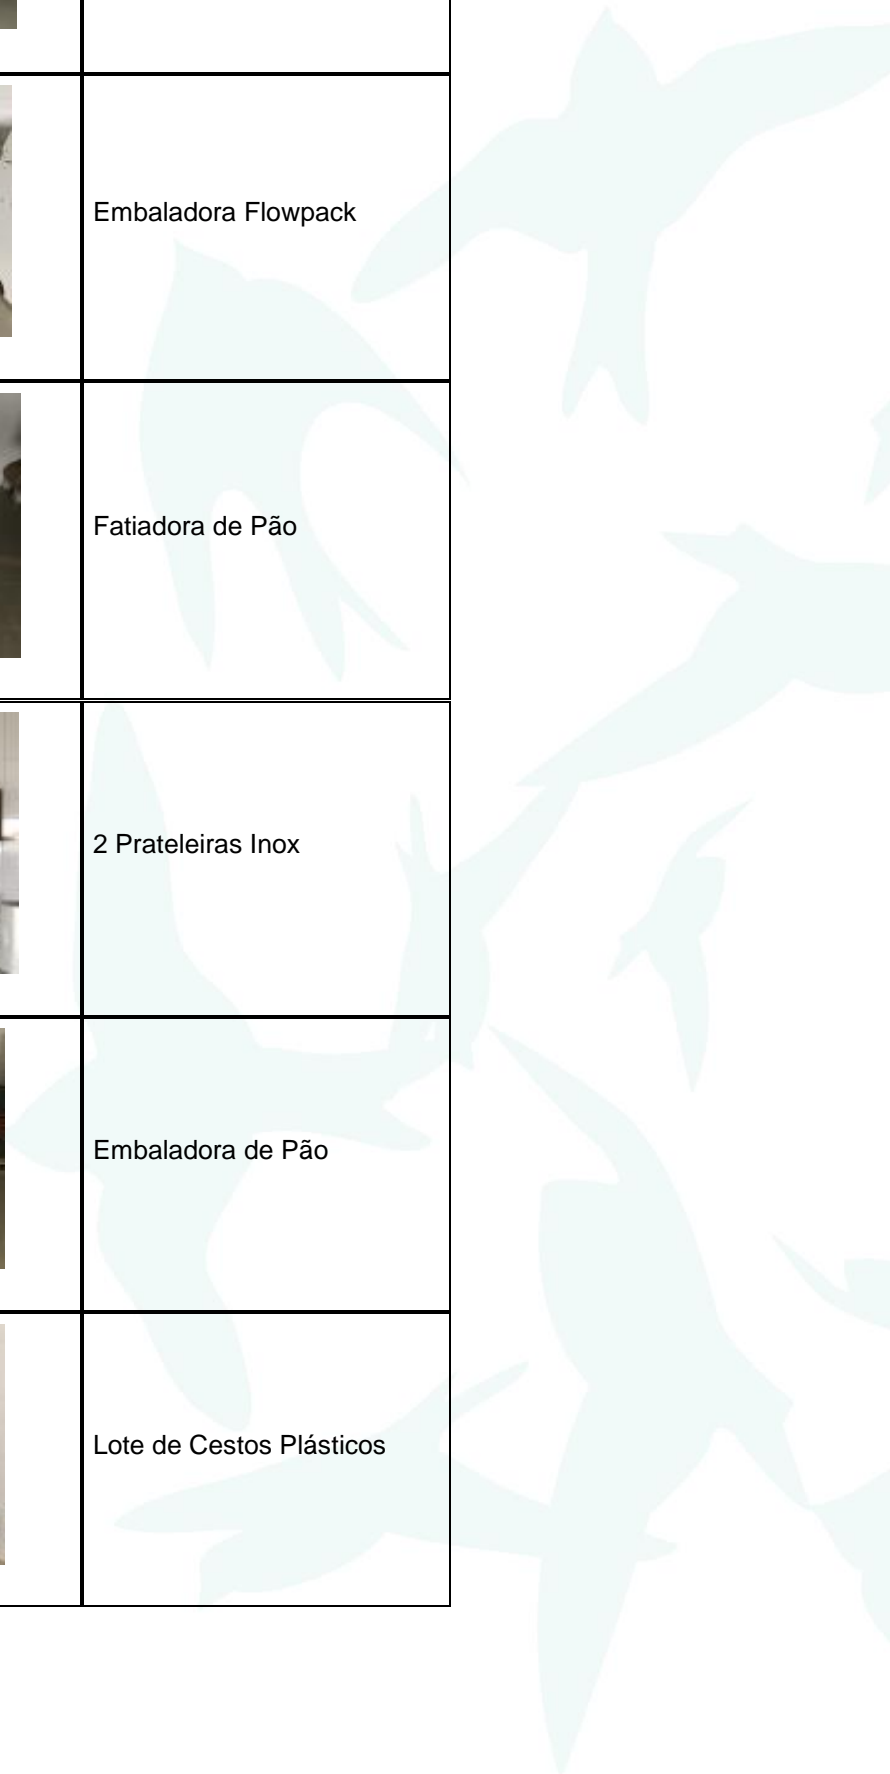 Embaladora Flowpack
Fatiadora de Pão
2 Prateleiras Inox
Embaladora de Pão
Lote de Cestos Plásticos